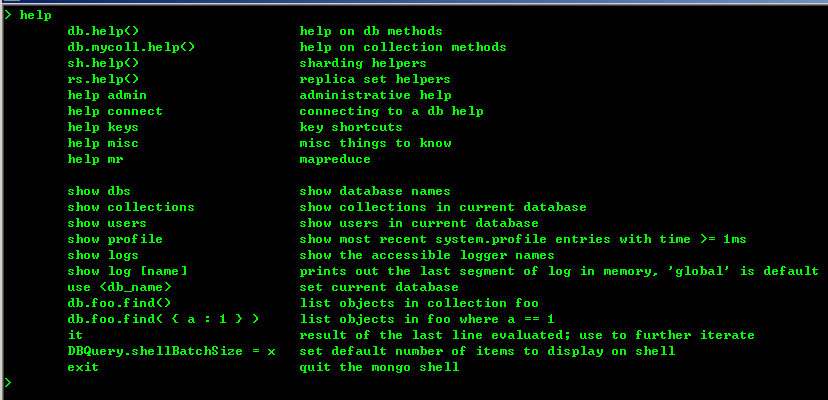 > help
db.help() help on db methods
db.mycoll.help() help on collection methods
sh.help() sharding helpers
rs.help() replica set helpers
help admin administrative help
help connect connecting to a db help
help keys key shortcuts
help misc misc things to know
help mr mapreduce
show dbs show database names
show collections show collections in current database
show users show users in current database
show profile show most recent system.profile entries with time >= 1ms
show logs show the accessible logger names
show log [name] prints out the last segment of log in memory, 'global' is default
use <db_name> set current database
db.foo.find() list objects in collection foo
db.foo.find( { a : 1 } ) list objects in foo where a == 1
it result of the last line evaluated; use to further iterate
DBQuery.shellBatchSize = x set default number of items to display on shell
exit quit the mongo shell
>